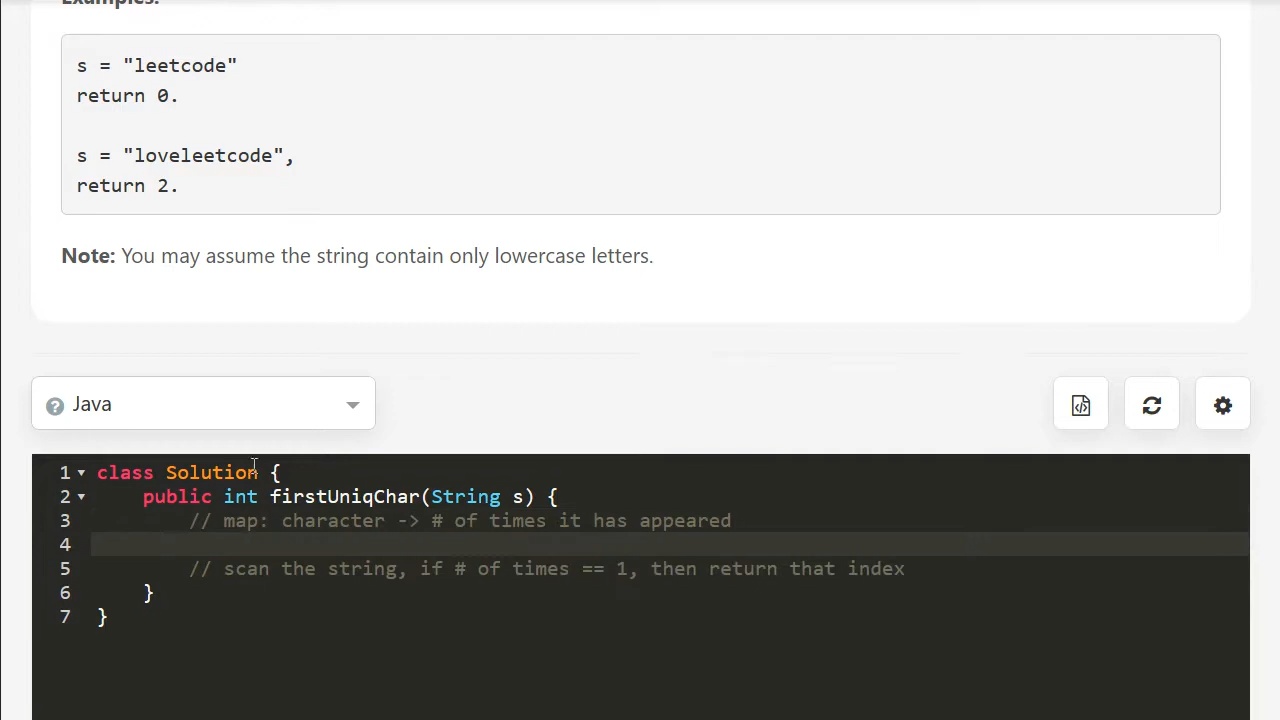 Examples:
s = "leetcode"
return 0.
s = "loveleetcode",
return 2.
Note: You may assume the string contain only lowercase letters.
? Java
1 class Solution {
2 public int firstUniqChar(String s) {
3 // map: character -> # of times it has appeared
4
5 // scan the string, if # of times == 1, then return that index
6 }
7 }